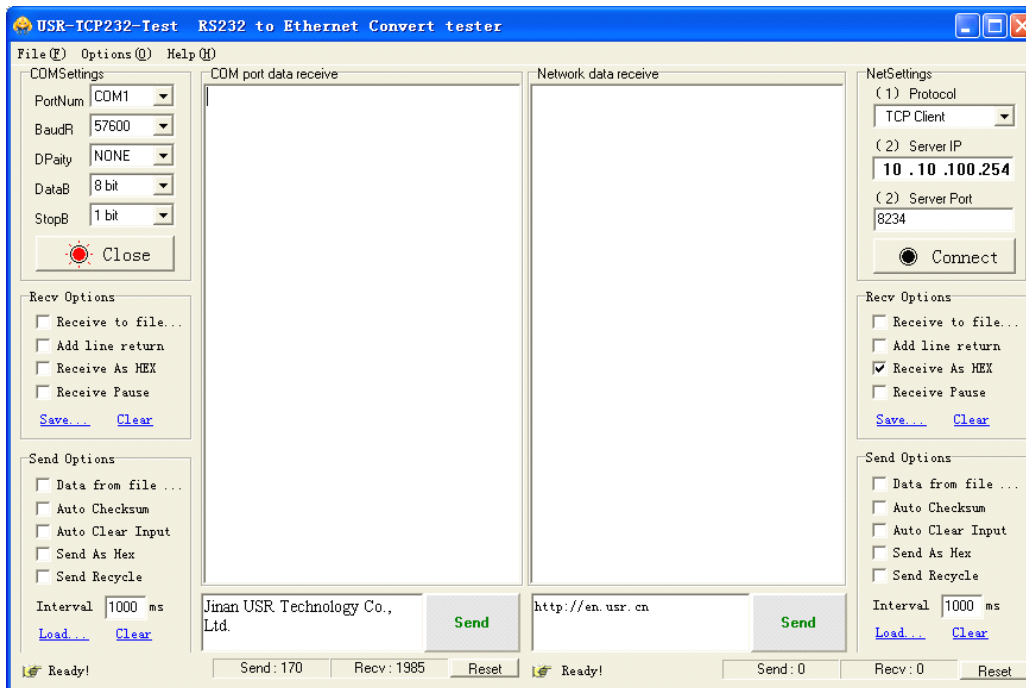 USR-TCP232-Test RS232 to Ethernet Convert tester
File(F) Options(O) Help(H)
COMSettings
PortNum COM1
BaudR 57600
DPaity NONE
DataB 8 bit
StopB 1 bit
Close
Recv Options
Receive to file...
Add line return
Receive As HEX
Receive Pause
Save... Clear
Send Options
Data from file ...
Auto Checksum
Auto Clear Input
Send As Hex
Send Recycle
Interval 1000 ms
Load... Clear
COM port data receive
Jinan USR Technology Co.,
Ltd.
Send
Network data receive
http://en.usr.cn
Send
NetSettings
(1) Protocol
TCP Client
(2) Server IP
10 .10 .100.254
(2) Server Port
8234
Connect
Recv Options
Receive to file...
Add line return
Receive As HEX
Receive Pause
Save... Clear
Send Options
Data from file ...
Auto Checksum
Auto Clear Input
Send As Hex
Send Recycle
Interval 1000 ms
Load... Clear
Ready! Send : 170 Recv : 1985 Reset
Ready! Send : 0 Recv : 0 Reset